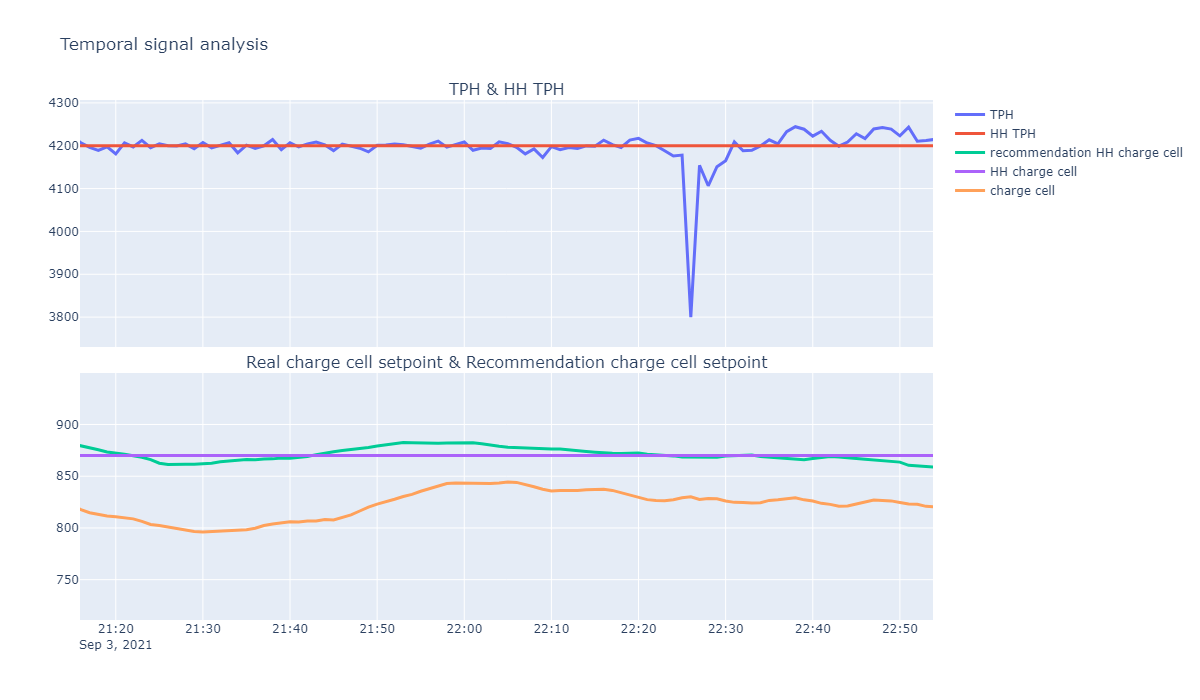 Temporal signal analysis
TPH & HH TPH
4300
4200
4100
4000
3900
3800
TPH
HH TPH
recommendation HH charge cell
HH charge cell
charge cell
Real charge cell setpoint & Recommendation charge cell setpoint
900
850
800
750
21:20 21:30 21:40 21:50 22:00 22:10 22:20 22:30 22:40 22:50
Sep 3, 2021